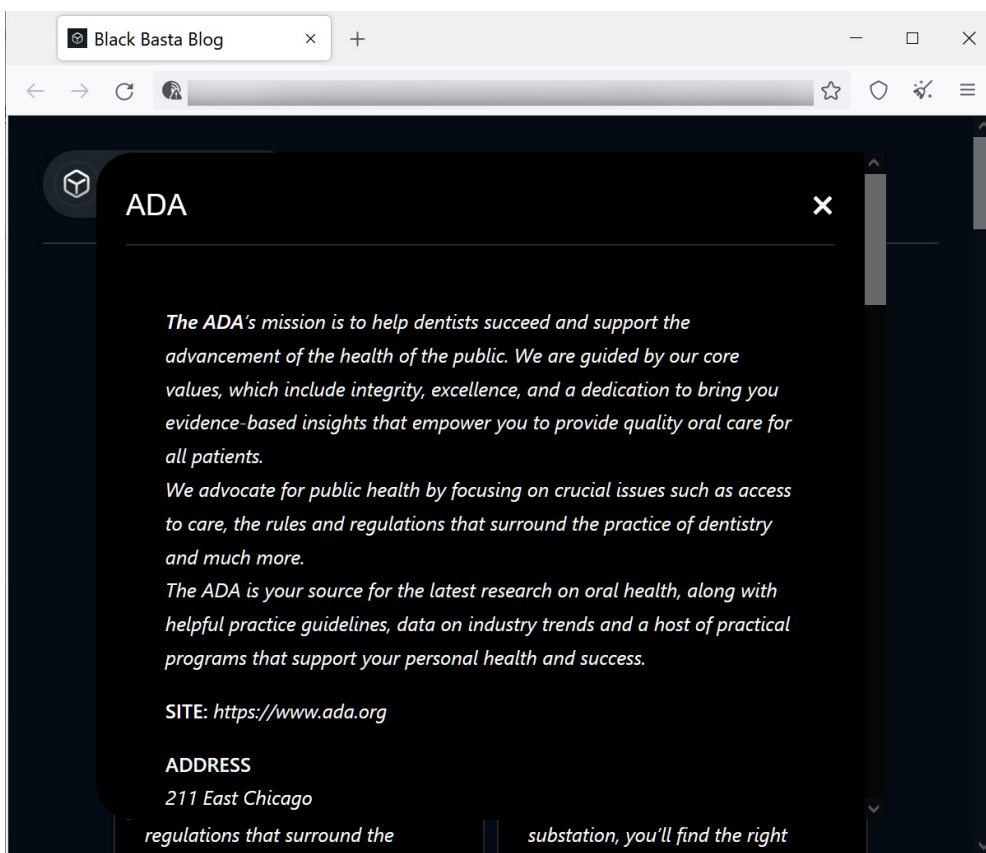 Black Basta Blog
ADA
The ADA's mission is to help dentists succeed and support the
advancement of the health of the public. We are guided by our core
values, which include integrity, excellence, and a dedication to bring you
evidence-based insights that empower you to provide quality oral care for
all patients.
We advocate for public health by focusing on crucial issues such as access
to care, the rules and regulations that surround the practice of dentistry
and much more.
The ADA is your source for the latest research on oral health, along with
helpful practice guidelines, data on industry trends and a host of practical
programs that support your personal health and success.
SITE: https://www.ada.org
ADDRESS
211 East Chicago
regulations that surround the
substation, you'll find the right